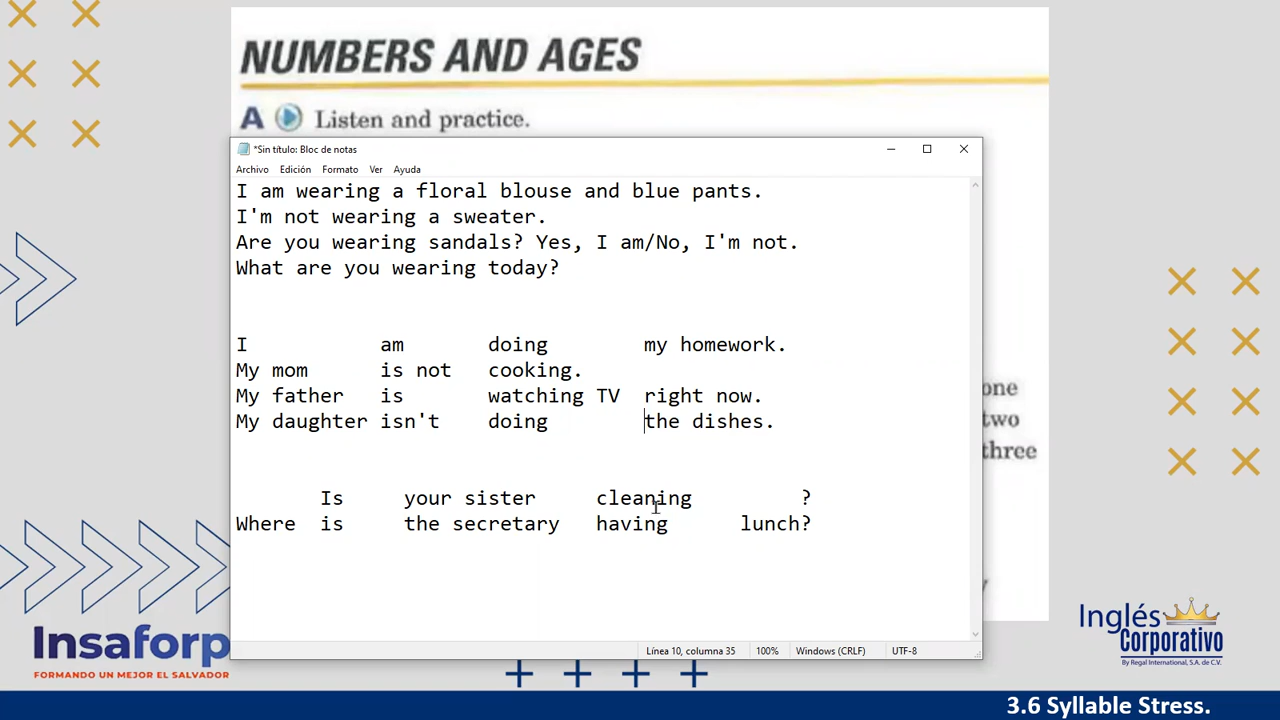 NUMBERS AND AGES
A Listen and practice.
*Sin título: Bloc de notas
Archivo Edición Formato Ver Ayuda
I am wearing a floral blouse and blue pants.
I'm not wearing a sweater.
Are you wearing sandals? Yes, I am/No, I'm not.
What are you wearing today?
I am doing my homework.
My mom is not cooking.
My father is watching TV right now.
My daughter isn't doing the dishes.
Is your sister cleaning ?
Where is the secretary having lunch?
one
two
three
Línea 10, columna 35 100% Windows (CRLF) UTF-8
Insaforp
FORMANDO UN MEJOR EL SALVADOR
Inglés
Corporativo
By Regal International, S.A. de C.V.
3.6 Syllable Stress.